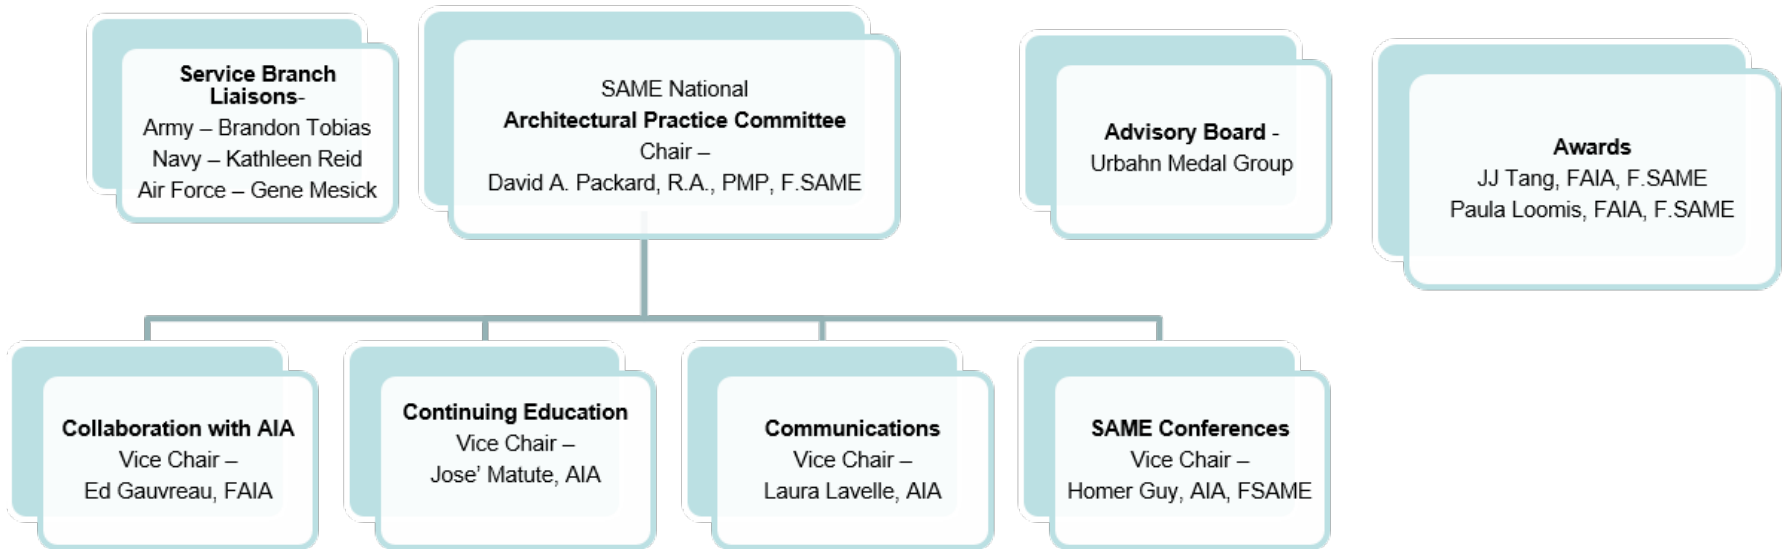 Service Branch
Liaisons-
Army – Brandon Tobias
Navy – Kathleen Reid
Air Force – Gene Mesick
SAME National
Architectural Practice Committee
Chair –
David A. Packard, R.A., PMP, F.SAME
Advisory Board -
Urbahn Medal Group
Awards
JJ Tang, FAIA, F.SAME
Paula Loomis, FAIA, F.SAME
Collaboration with AIA
Vice Chair –
Ed Gauvreau, FAIA
Continuing Education
Vice Chair –
Jose’ Matute, AIA
Communications
Vice Chair –
Laura Lavelle, AIA
SAME Conferences
Vice Chair –
Homer Guy, AIA, FSAME